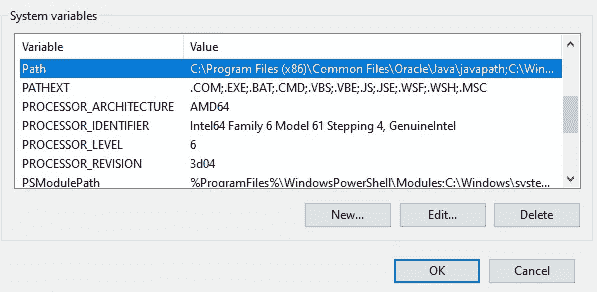 System variables
Variable Value
Path C:\Program Files (x86)\Common Files\Oracle\Java\javapath;C:\Win...
PATHEXT .COM;.EXE;.BAT;.CMD;.VBS;.VBE;.JS;.JSE;.WSF;.WSH;.MSC
PROCESSOR_ARCHITECTURE AMD64
PROCESSOR_IDENTIFIER Intel64 Family 6 Model 61 Stepping 4, GenuineIntel
PROCESSOR_LEVEL 6
PROCESSOR_REVISION 3d04
PSModulePath %ProgramFiles%\WindowsPowerShell\Modules;C:\Windows\syste...
New... Edit... Delete
OK Cancel